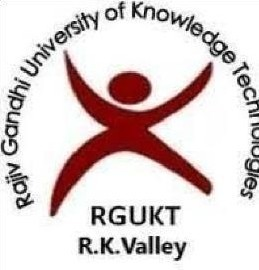 Rajiv Gandhi University of Knowledge Technologies
RGUKT
R.K.Valley